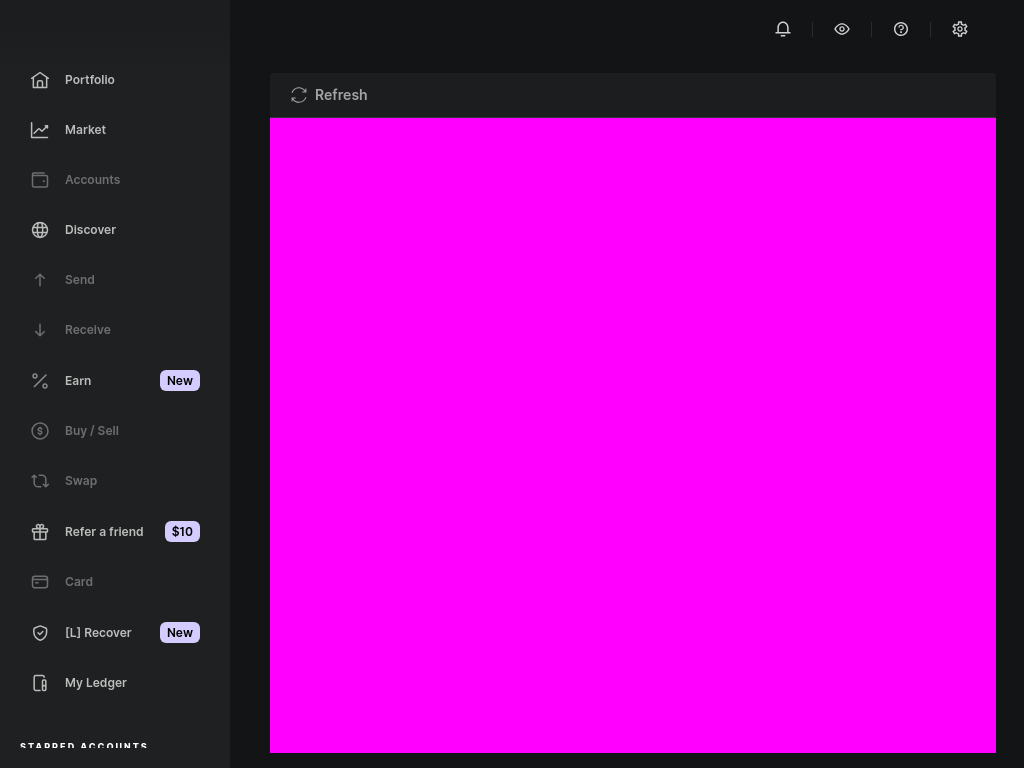 Portfolio
Market
Accounts
Discover
Send
Receive
Earn
New
Buy / Sell
Swap
Refer a friend
$10
Card
[L] Recover
New
My Ledger
STARRED ACCOUNTS
Refresh